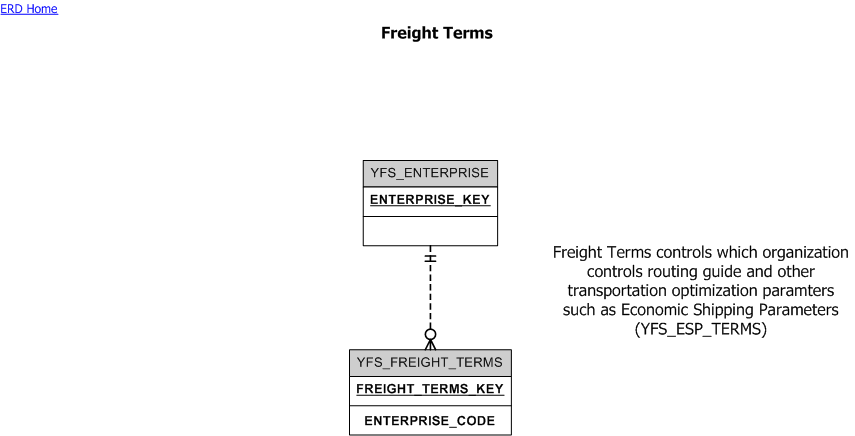 ERD Home
Freight Terms
YFS_ENTERPRISE
ENTERPRISE_KEY
Freight Terms controls which organization
controls routing guide and other
transportation optimization paramters
such as Economic Shipping Parameters
(YFS_ESP_TERMS)
YFS_FREIGHT_TERMS
FREIGHT_TERMS_KEY
ENTERPRISE_CODE